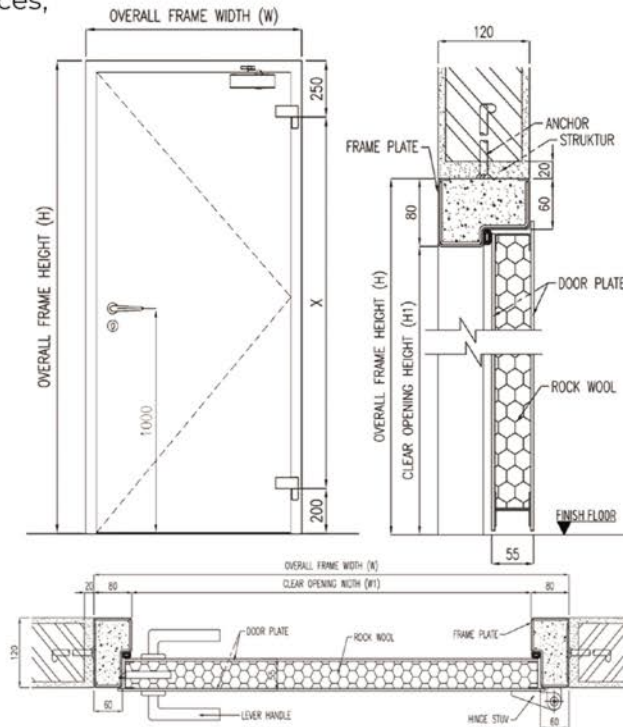 ces,
OVERALL FRAME WIDTH (W)
OVERALL FRAME HEIGHT (H)
250
X
1000
200
120
ANCHOR
STRUKTUR
FRAME PLATE
20
80
60
OVERALL FRAME HEIGHT (H)
CLEAR OPENING HEIGHT (H1)
DOOR PLATE
ROCK WOOL
FINISH FLOOR
55
OVERALL FRAME WIDTH (W)
20
80
CLEAR OPENING WIDTH (W1)
80
120
DOOR PLATE
ROCK WOOL
FRAME PLATE
55
60
LEVER HANDLE
HINGE STUV
60